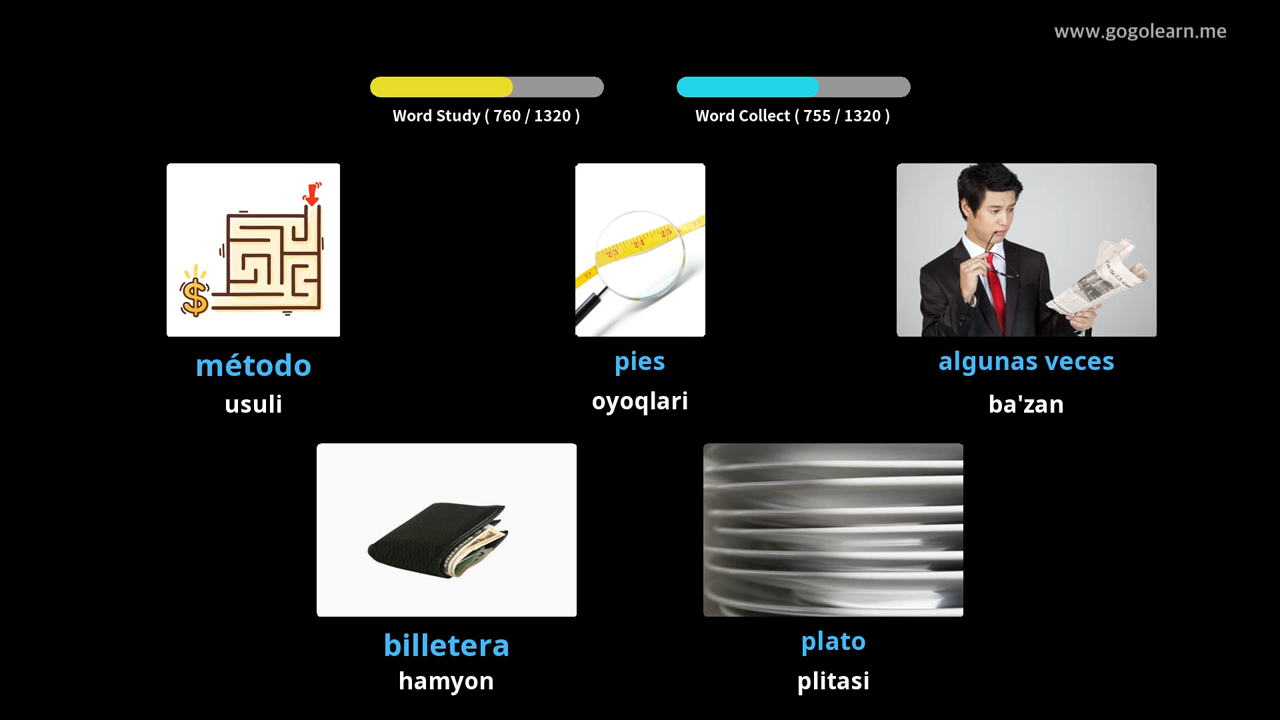 www.gogolearn.me
Word Study ( 760 / 1320 )
Word Collect ( 755 / 1320 )
método
usuli
pies
oyoqlari
algunas veces
ba'zan
billetera
hamyon
plato
plitasi